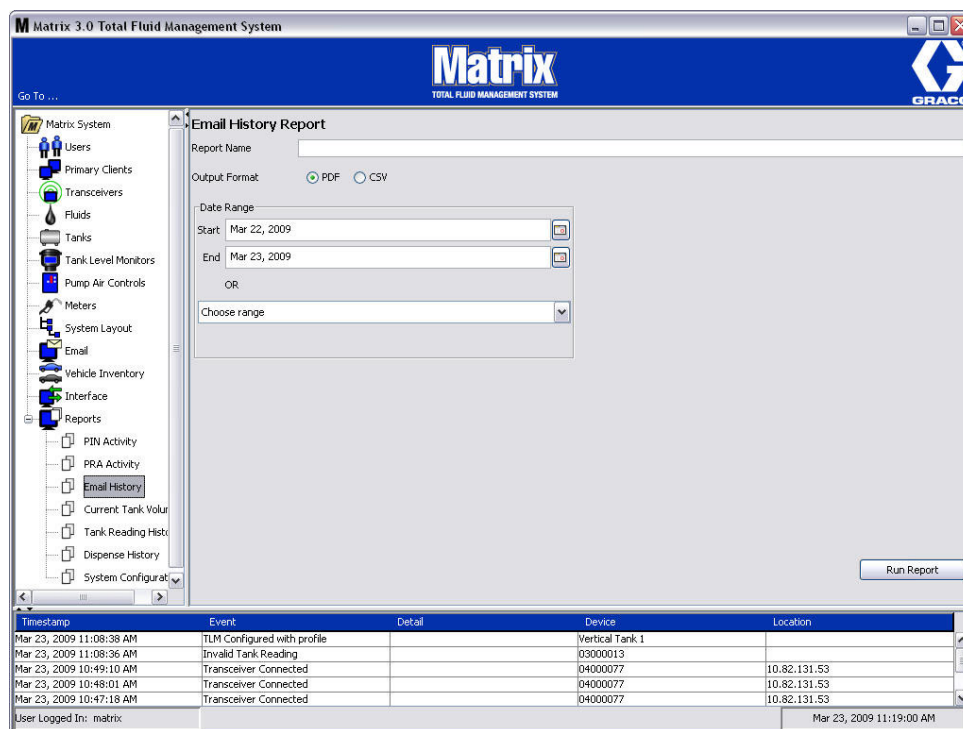 M Matrix 3.0 Total Fluid Management System
Matrix
TOTAL FLUID MANAGEMENT SYSTEM
Go To ...
GRACO
Matrix System
Users
Primary Clients
Transceivers
Fluids
Tanks
Tank Level Monitors
Pump Air Controls
Meters
System Layout
Email
Vehicle Inventory
Interface
Reports
PIN Activity
PRA Activity
Email History
Current Tank Volur
Tank Reading Histo
Dispense History
System Configurat
Email History Report
Report Name
Output Format PDF CSV
Date Range
Start Mar 22, 2009
End Mar 23, 2009
OR
Choose range
Run Report
Timestamp Event Detail Device Location
Mar 23, 2009 11:08:38 AM TLM Configured with profile Vertical Tank 1
Mar 23, 2009 11:08:36 AM Invalid Tank Reading 03000013
Mar 23, 2009 10:49:10 AM Transceiver Connected 04000077 10.82.131.53
Mar 23, 2009 10:48:01 AM Transceiver Connected 04000077 10.82.131.53
Mar 23, 2009 10:47:18 AM Transceiver Connected 04000077 10.82.131.53
User Logged In: matrix Mar 23, 2009 11:19:00 AM